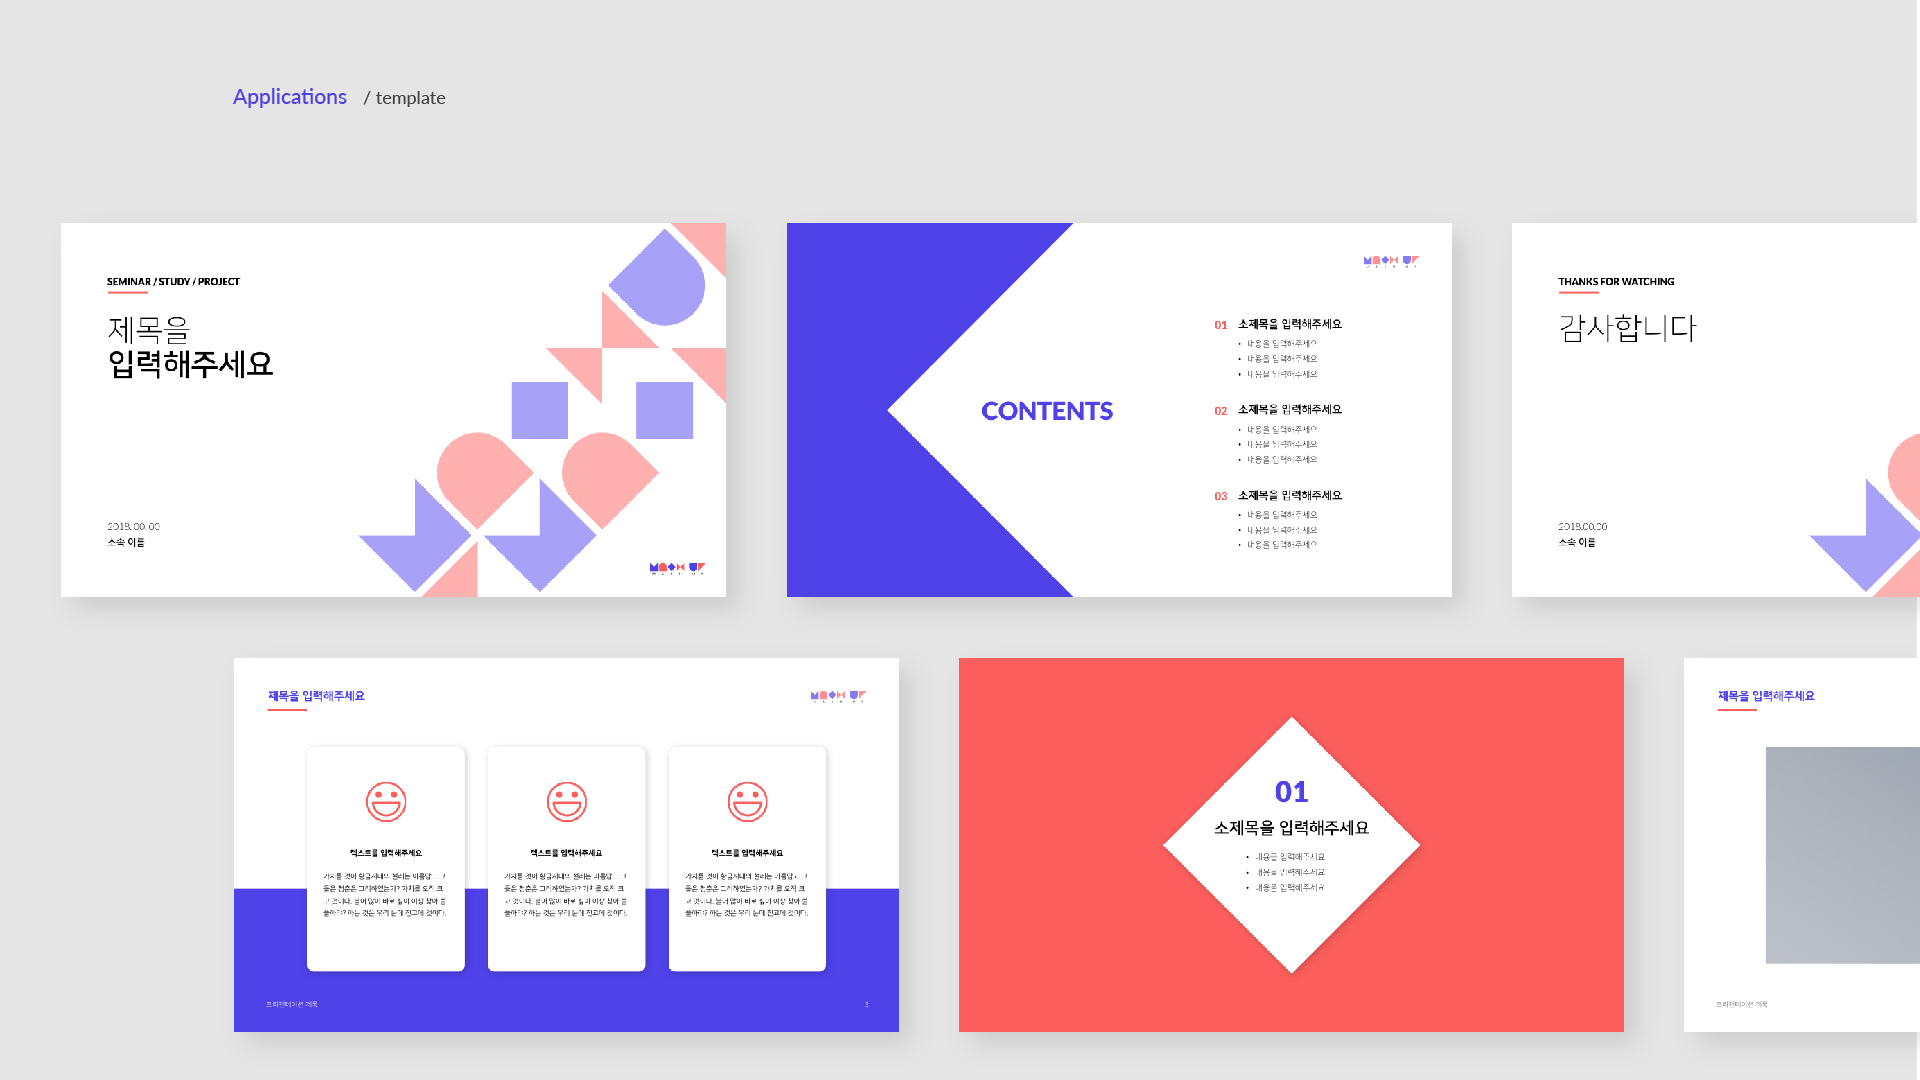 Applications / template
SEMINAR / STUDY / PROJECT
제목을
입력해주세요
2018.00.00
소속 이름
MASH UP
CONTENTS
MASH UP
01 소제목을 입력해주세요
• 내용을 입력해주세요
• 내용을 입력해주세요
• 내용을 입력해주세요
02 소제목을 입력해주세요
• 내용을 입력해주세요
• 내용을 입력해주세요
• 내용을 입력해주세요
03 소제목을 입력해주세요
• 내용을 입력해주세요
• 내용을 입력해주세요
• 내용을 입력해주세요
THANKS FOR WATCHING
감사합니다
2018.00.00
소속 이름
제목을 입력해주세요
MASH UP
텍스트를 입력해주세요
텍스트를 입력해주세요
텍스트를 입력해주세요
프리젠테이션 제목
01
소제목을 입력해주세요
• 내용을 입력해주세요
• 내용을 입력해주세요
• 내용을 입력해주세요
제목을 입력해주세요
프리젠테이션 제목